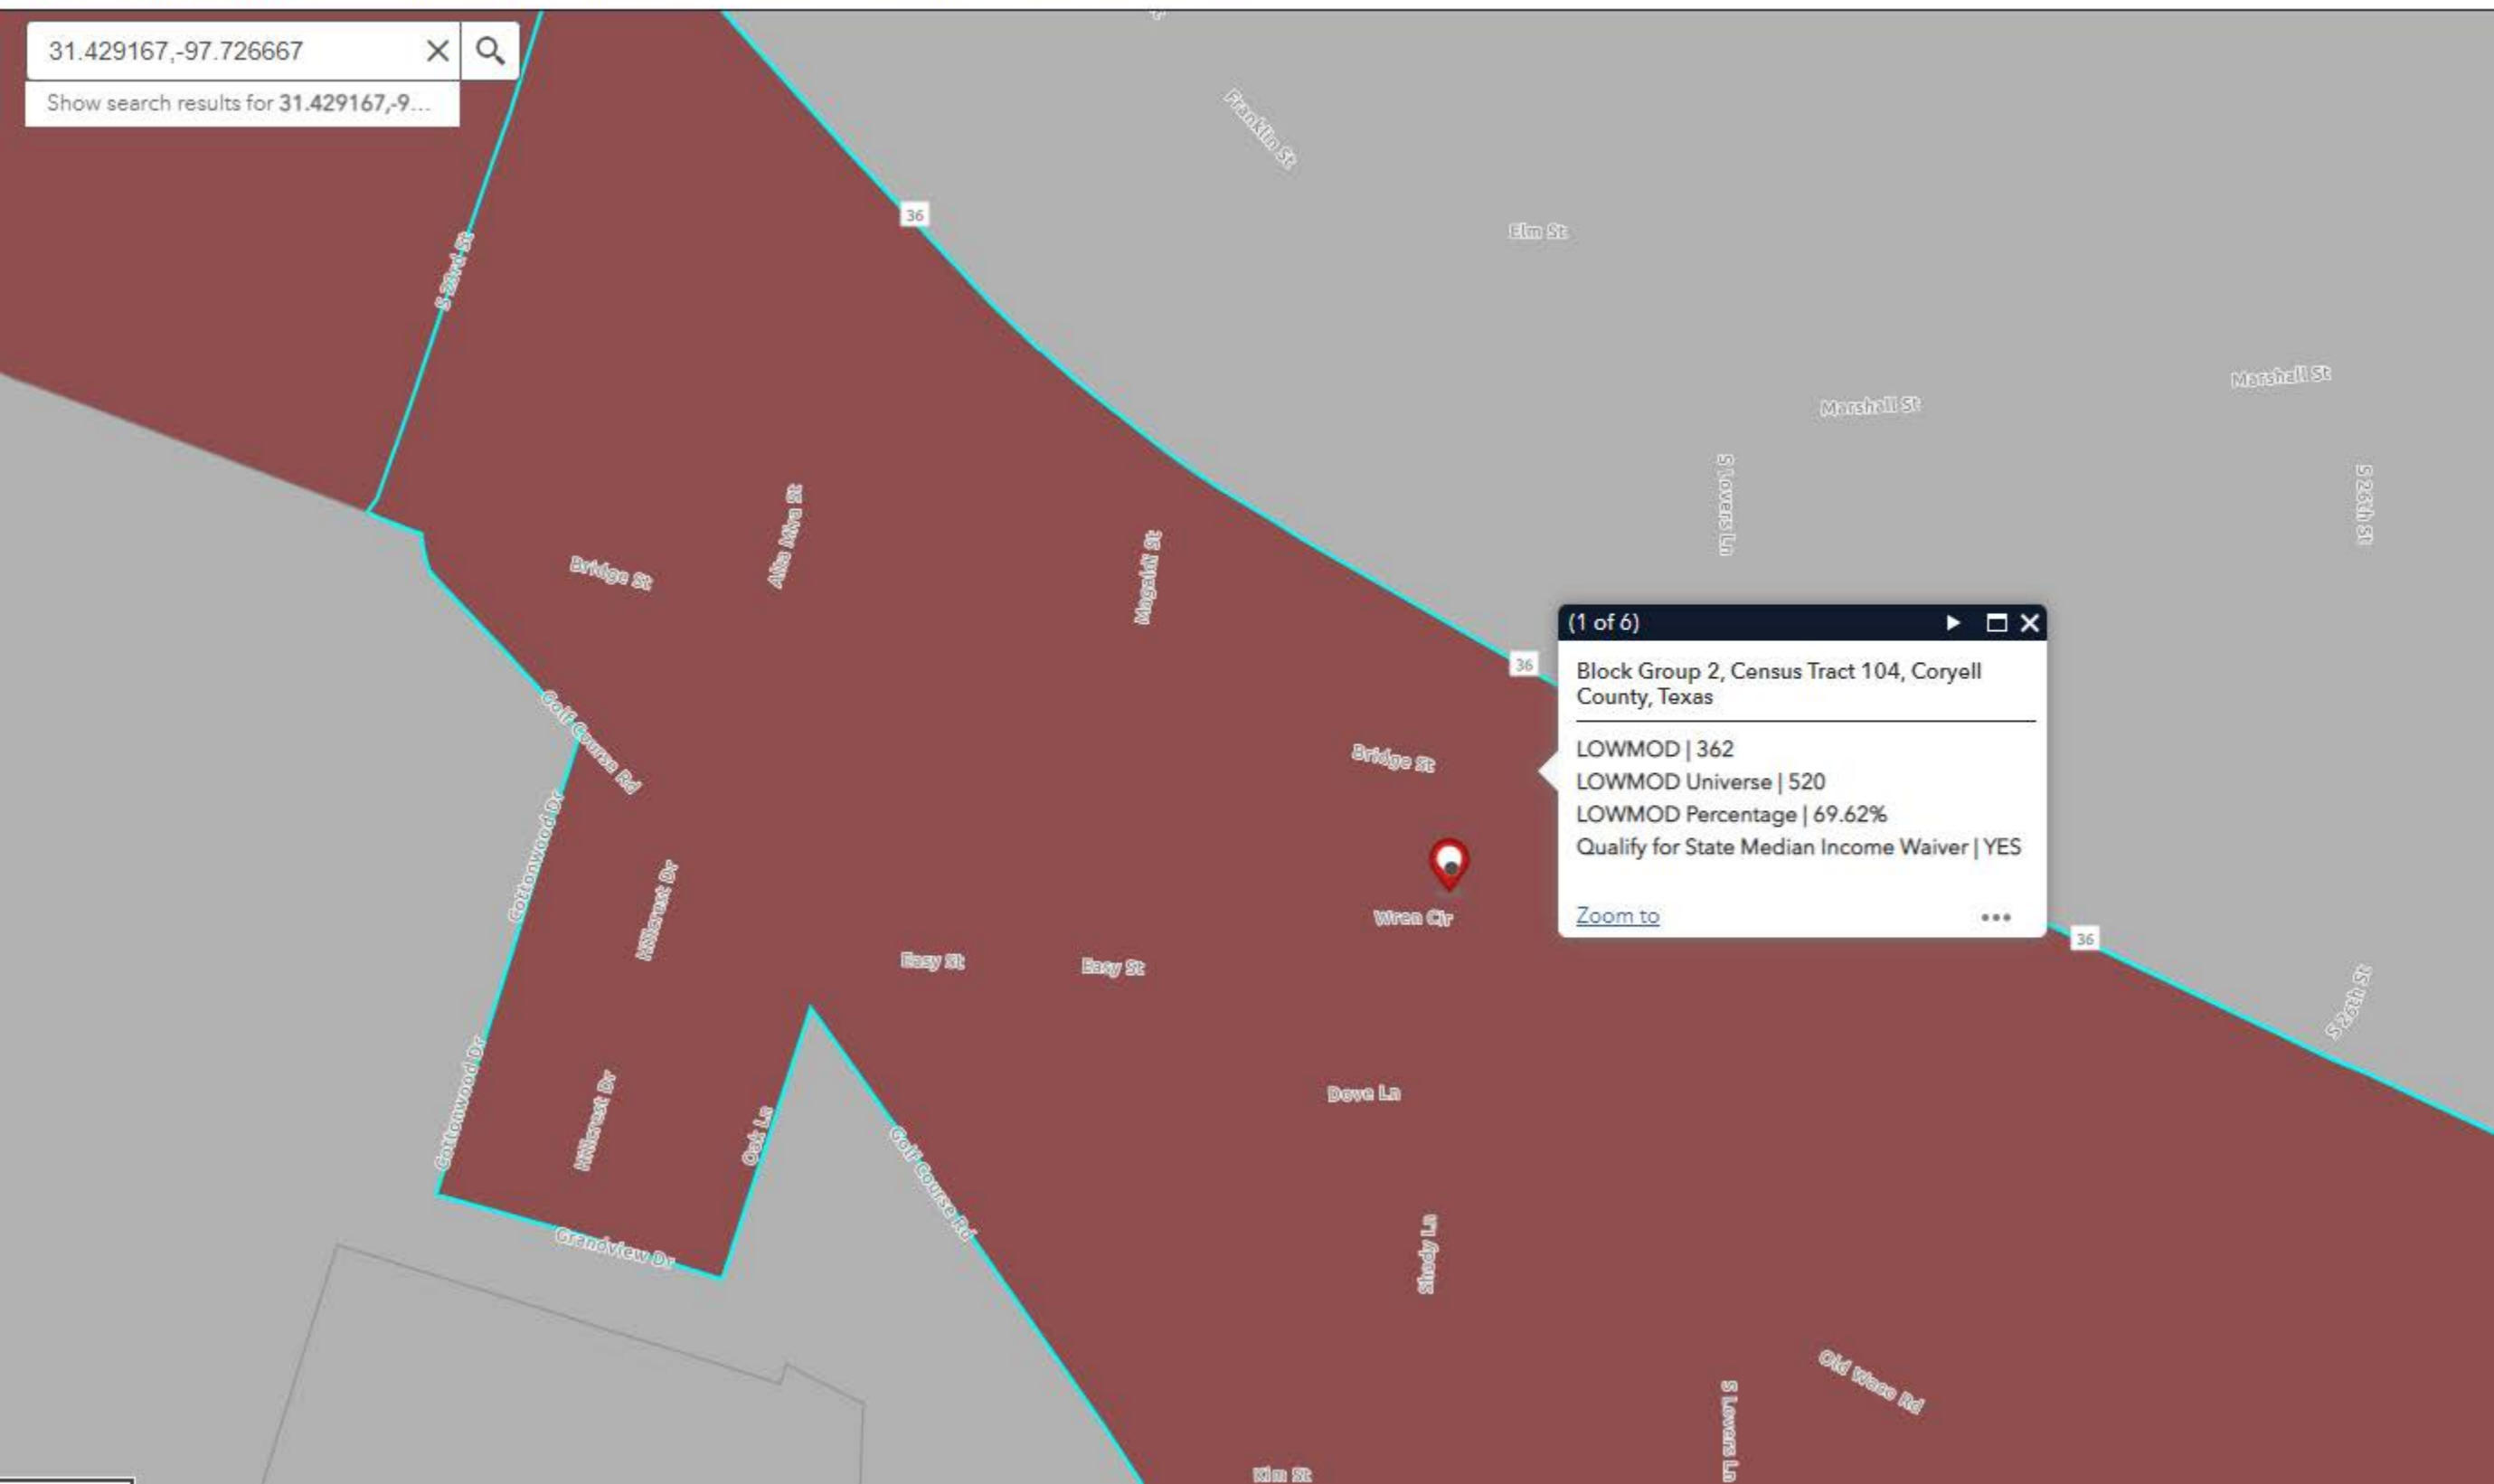 31.429167,-97.726667
Show search results for 31.429167,-9...
Franklin St
36
Elm St
S 23rd St
Marshall St
Marshall St
S Lovers Ln
S 26th St
Alta Mira St
Bridge St
St
(1 of 6)
36
Block Group 2, Census Tract 104, Coryell
County, Texas
LOWMOD | 362
LOWMOD Universe | 520
LOWMOD Percentage | 69.62%
Qualify for State Median Income Waiver | YES
Zoom to
Golf Course Rd
Bridge St
Cottonwood Dr
Hillcrest Dr
Wren Cir
36
Easy St
Easy St
S 26th St
Cottonwood Dr
Hillcrest Dr
Oak Ln
Dove Ln
Golf Course Rd
Grandview Dr
Shady Ln
Old Waco Rd
S Lovers Ln
Kim St